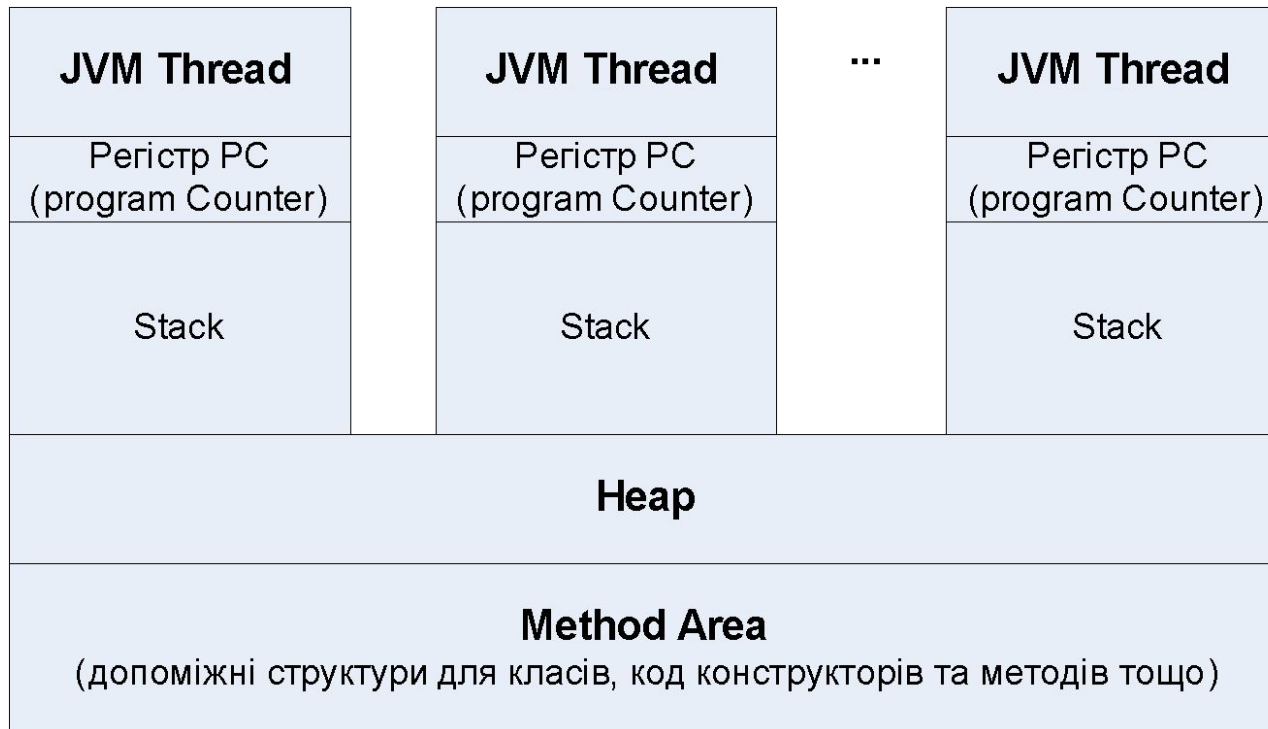 JVM Thread
JVM Thread
...
JVM Thread
Регістр PC
(program Counter)
Регістр PC
(program Counter)
Регістр PC
(program Counter)
Stack
Stack
Stack
Heap
Method Area
(допоміжні структури для класів, код конструкторів та методів тощо)